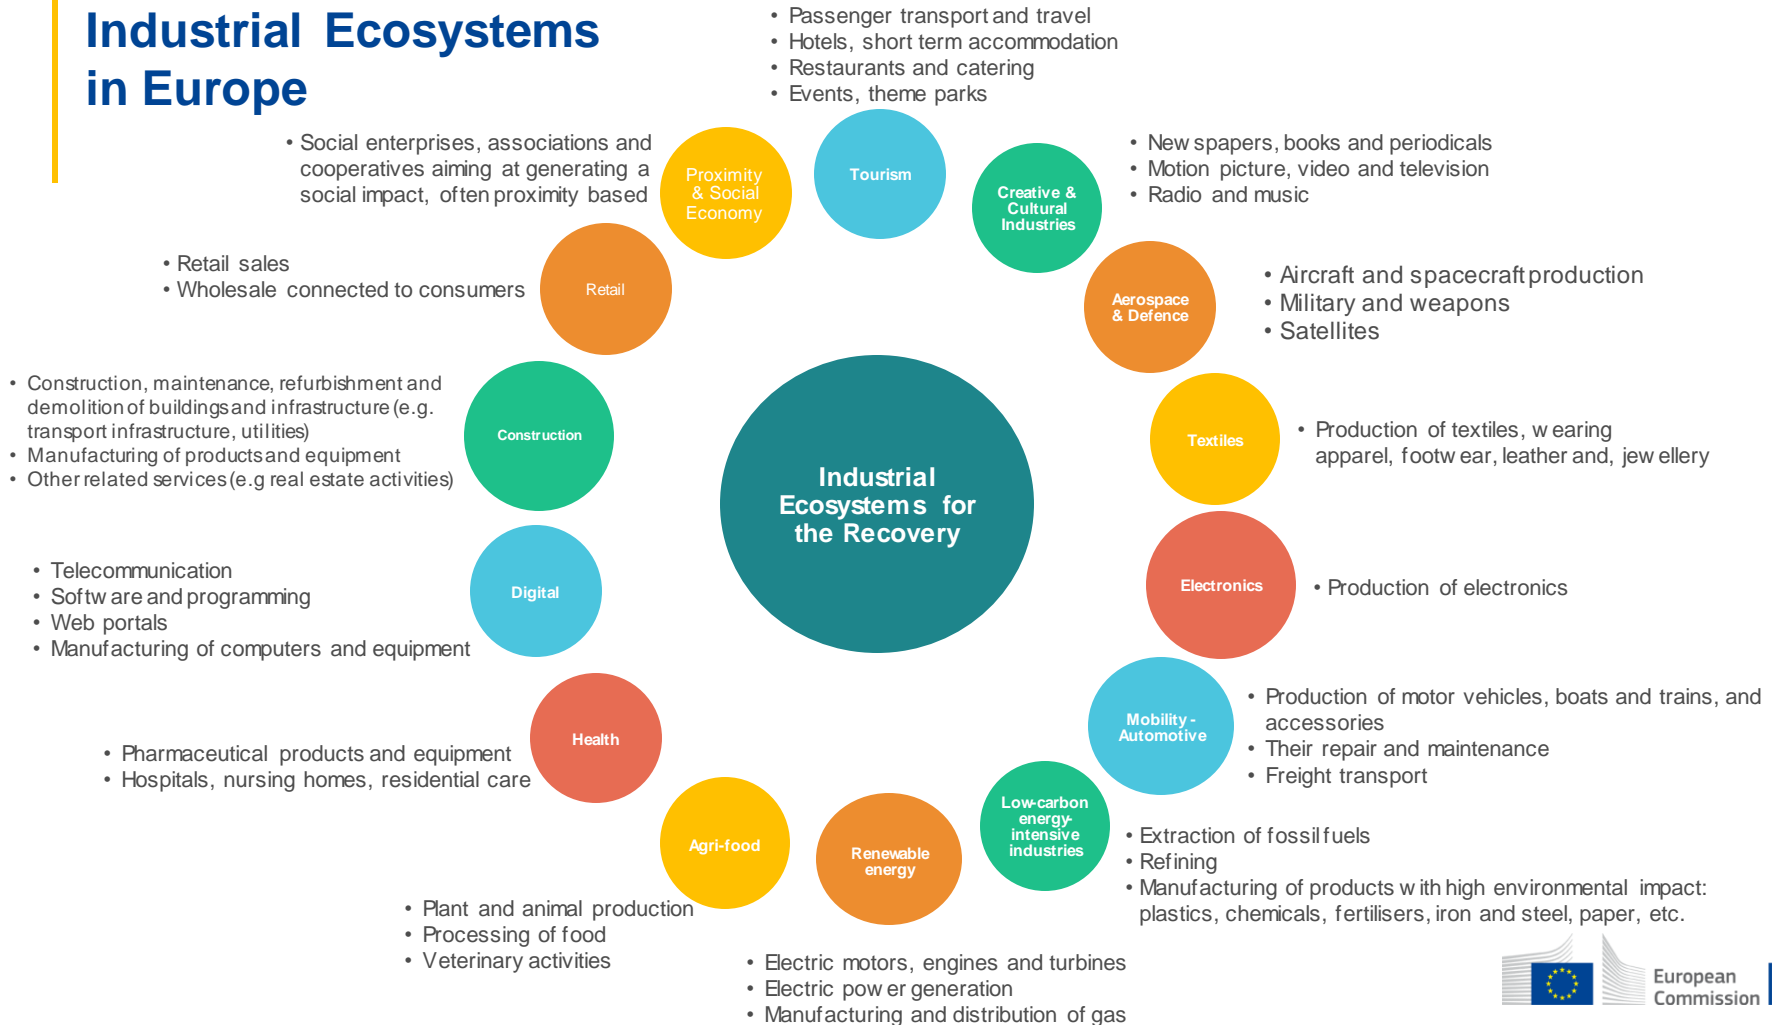 Industrial Ecosystems
in Europe
• Passenger transport and travel
• Hotels, short term accommodation
• Restaurants and catering
• Events, theme parks
Tourism
• Newspapers, books and periodicals
• Motion picture, video and television
• Radio and music
Creative &
Cultural
Industries
• Aircraft and spacecraft production
• Military and weapons
• Satellites
Aerospace
& Defence
• Production of textiles, wearing
apparel, footwear, leather and, jewellery
Textiles
• Production of electronics
Electronics
• Production of motor vehicles, boats and trains, and
accessories
• Their repair and maintenance
• Freight transport
Mobility -
Automotive
• Extraction of fossil fuels
• Refining
• Manufacturing of products with high environmental impact:
plastics, chemicals, fertilisers, iron and steel, paper, etc.
Low-carbon
energy-
intensive
industries
Renewable
energy
• Electric motors, engines and turbines
• Electric power generation
• Manufacturing and distribution of gas
Agri-food
• Plant and animal production
• Processing of food
• Veterinary activities
Health
• Pharmaceutical products and equipment
• Hospitals, nursing homes, residential care
Digital
• Telecommunication
• Software and programming
• Web portals
• Manufacturing of computers and equipment
Construction
• Construction, maintenance, refurbishment and
demolition of buildings and infrastructure (e.g.
transport infrastructure, utilities)
• Manufacturing of products and equipment
• Other related services (e.g real estate activities)
Retail
• Retail sales
• Wholesale connected to consumers
Proximity
& Social
Economy
• Social enterprises, associations and
cooperatives aiming at generating a
social impact, often proximity based
Industrial
Ecosystems for
the Recovery
European
Commission